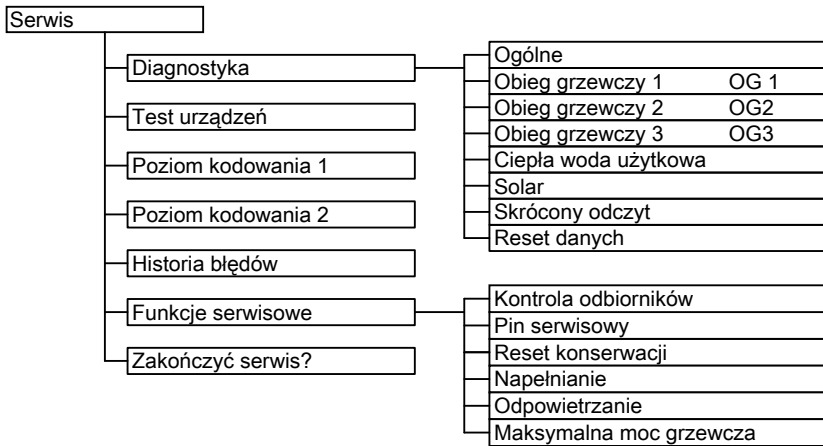 Serwis
Diagnostyka
Test urządzeń
Poziom kodowania 1
Poziom kodowania 2
Historia błędów
Funkcje serwisowe
Zakończyć serwis?
Ogólne
Obieg grzewczy 1 OG 1
Obieg grzewczy 2 OG2
Obieg grzewczy 3 OG3
Ciepła woda użytkowa
Solar
Skrócony odczyt
Reset danych
Kontrola odbiorników
Pin serwisowy
Reset konserwacji
Napełnianie
Odpowietrzanie
Maksymalna moc grzewcza